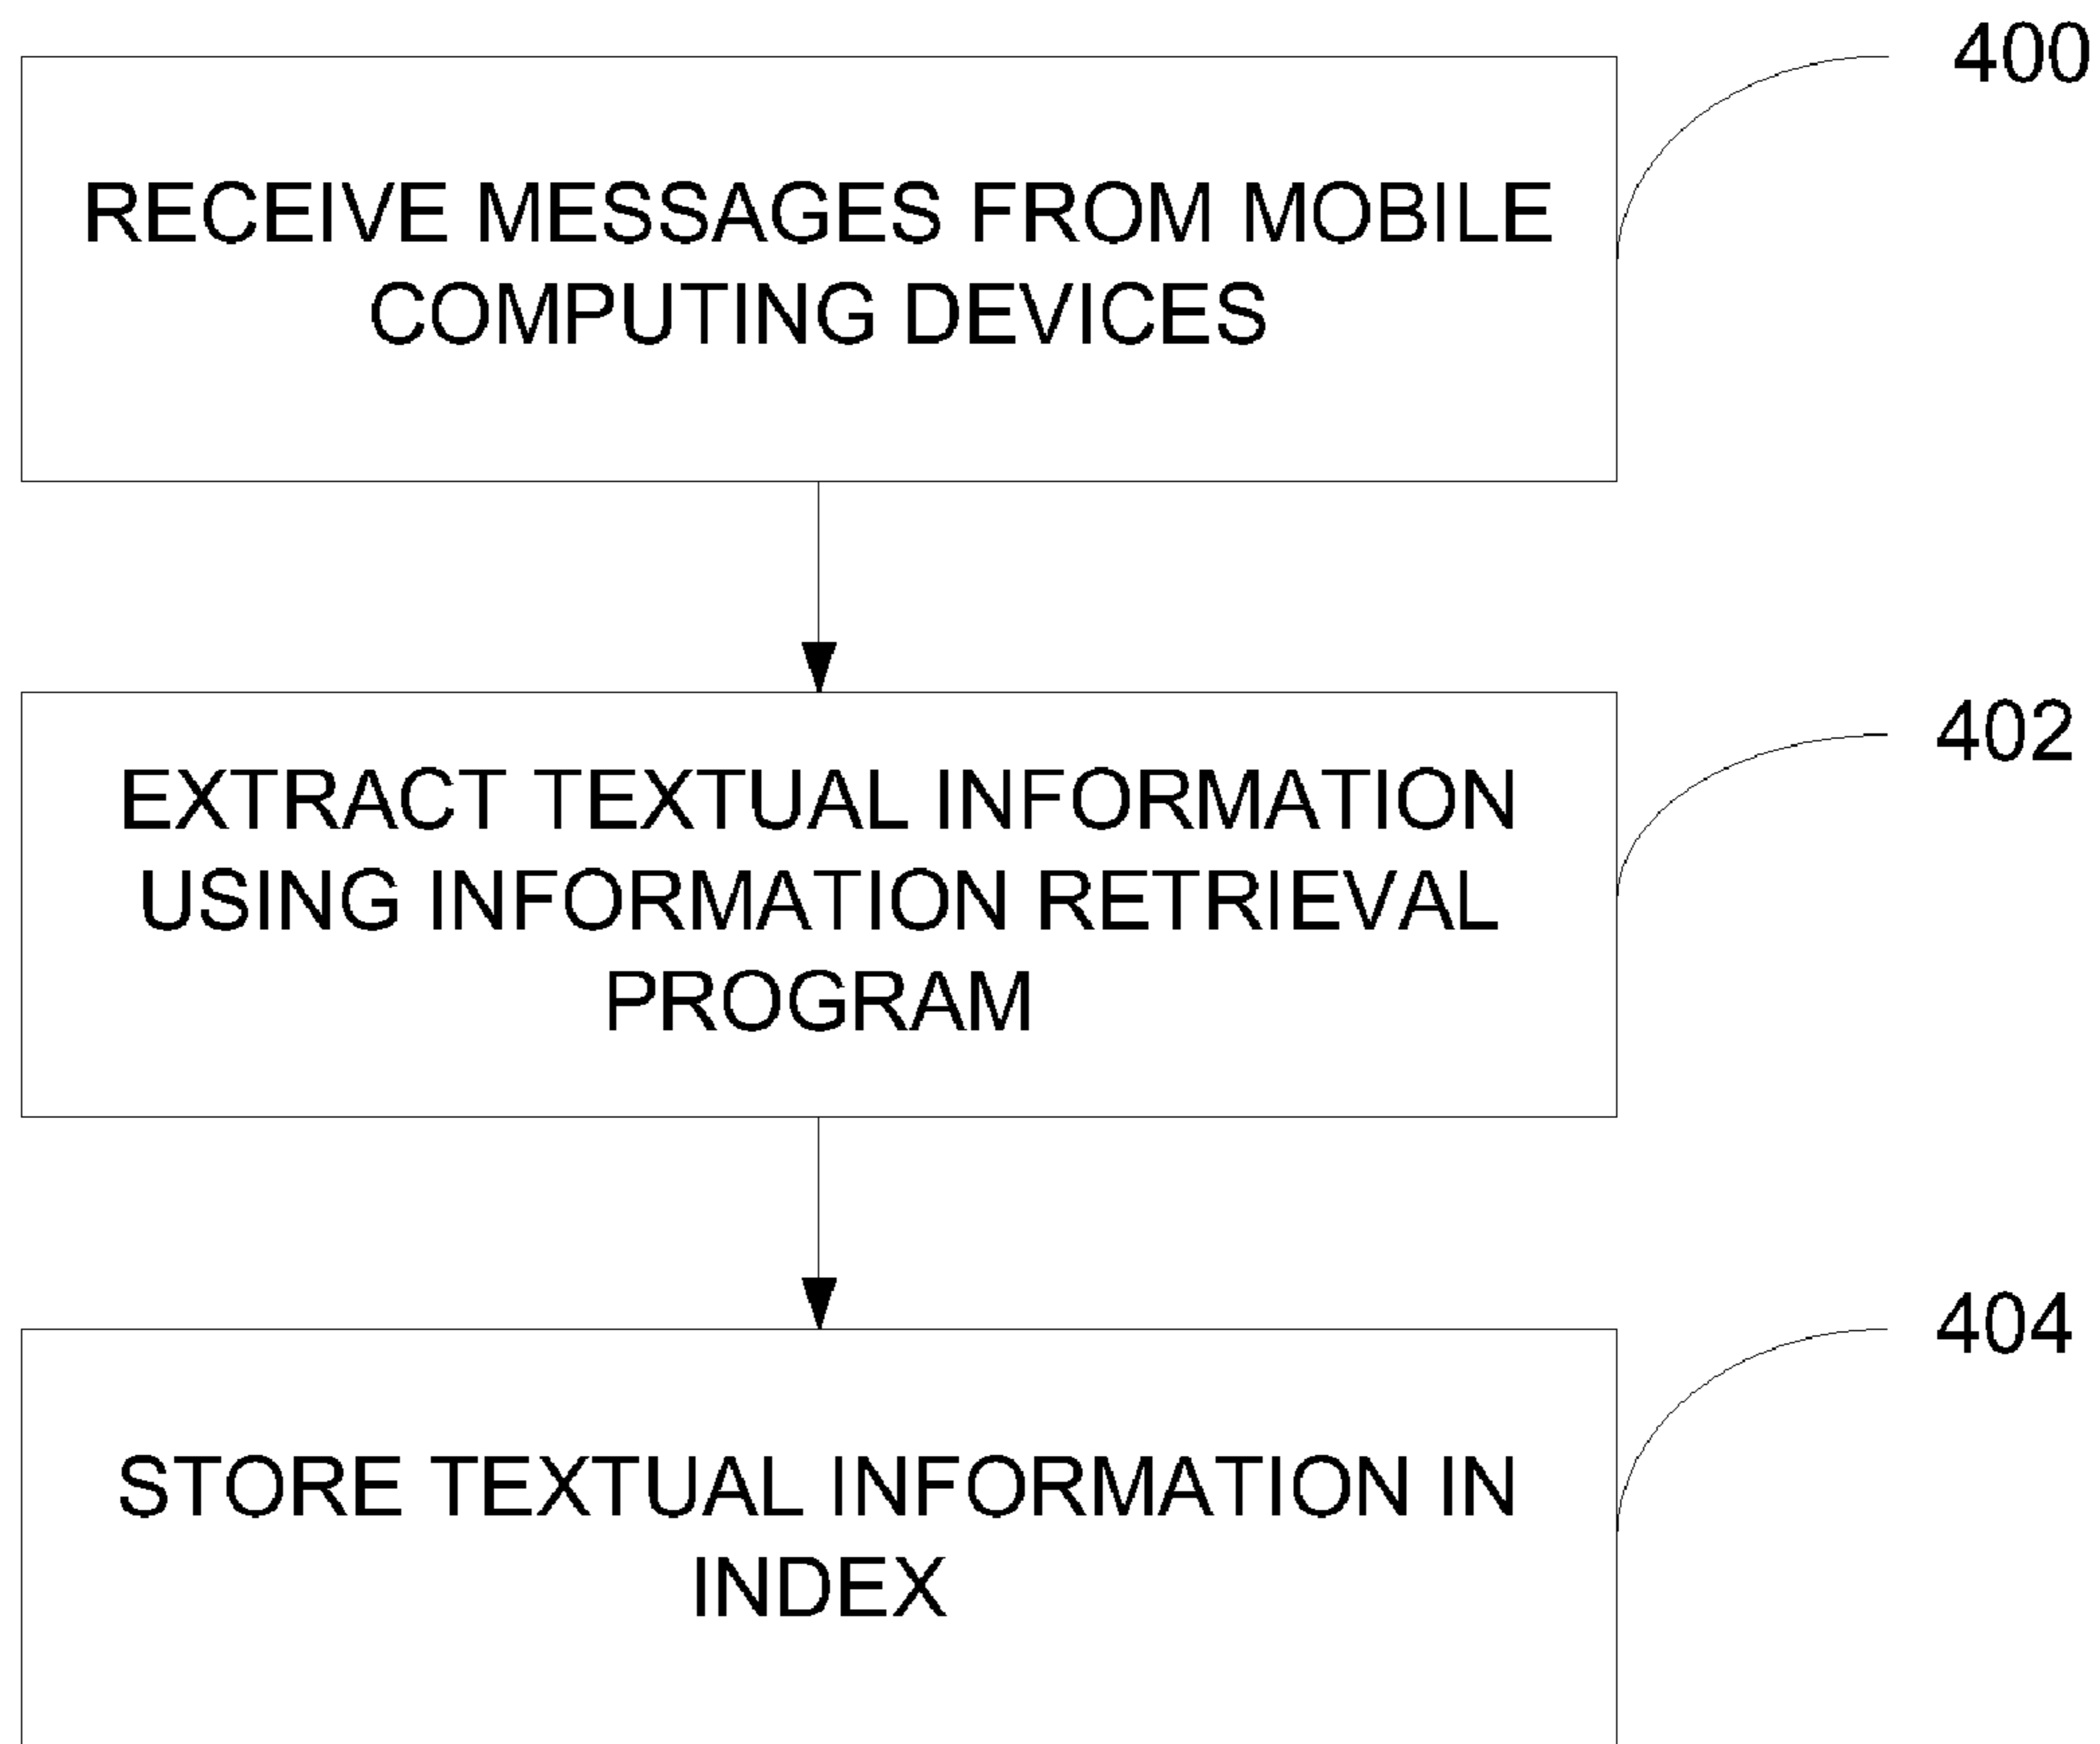 400
RECEIVE MESSAGES FROM MOBILE
COMPUTING DEVICES
402
EXTRACT TEXTUAL INFORMATION
USING INFORMATION RETRIEVAL
PROGRAM
404
STORE TEXTUAL INFORMATION IN
INDEX